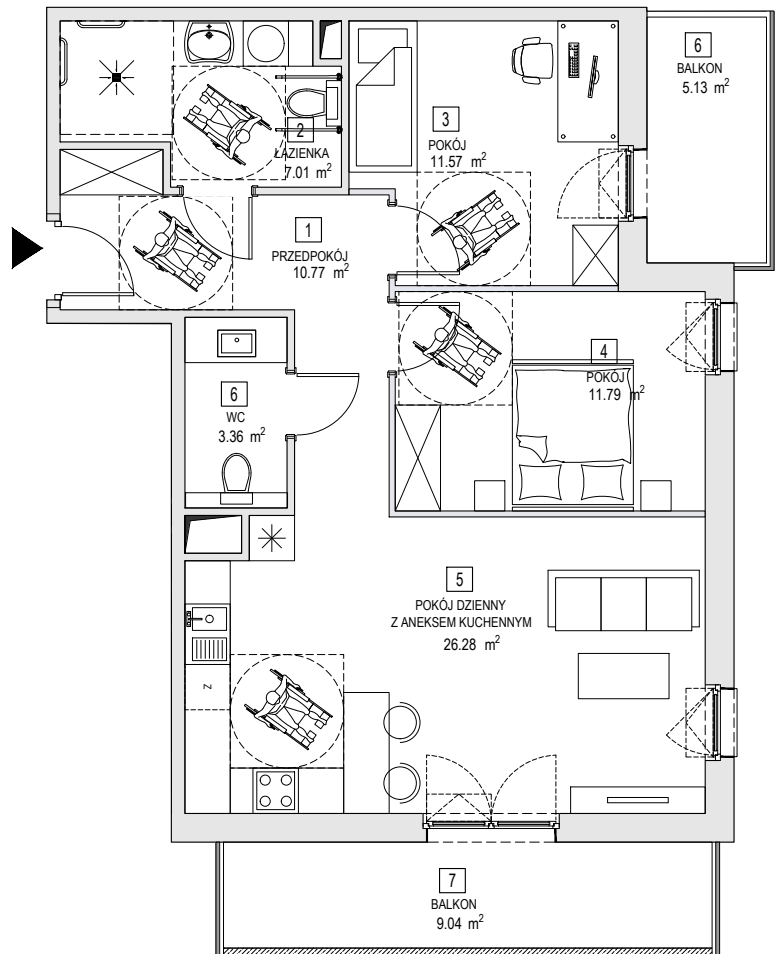 6
BALKON
5.13 m²
3
POKÓJ
11.57 m²
2
ŁAZIENKA
7.01 m²
1
PRZEDPOKÓJ
10.77 m²
4
POKÓJ
11.79 m²
6
WC
3.36 m²
5
POKÓJ DZIENNY
Z ANEKSEM KUCHENNYM
26.28 m²
Z
7
BALKON
9.04 m²